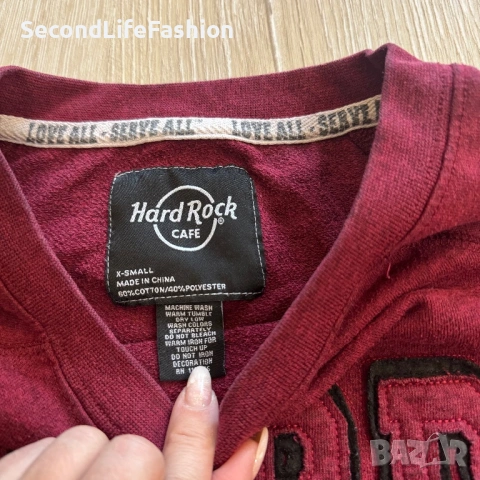 SecondLifeFashion
LOVE ALL - SERVE ALL
LOVE ALL - SERVE ALL
Hard Rock
CAFE
X-SMALL
MADE IN CHINA
60% COTTON/40% POLYESTER
MACHINE WASH
WARM TUMBLE
DRY LOW
WASH COLORS
SEPARATELY
DO NOT BLEACH
WARM IRON FOR
TOUCH UP
DO NOT IRON
DECORATION
RN
BAZAR